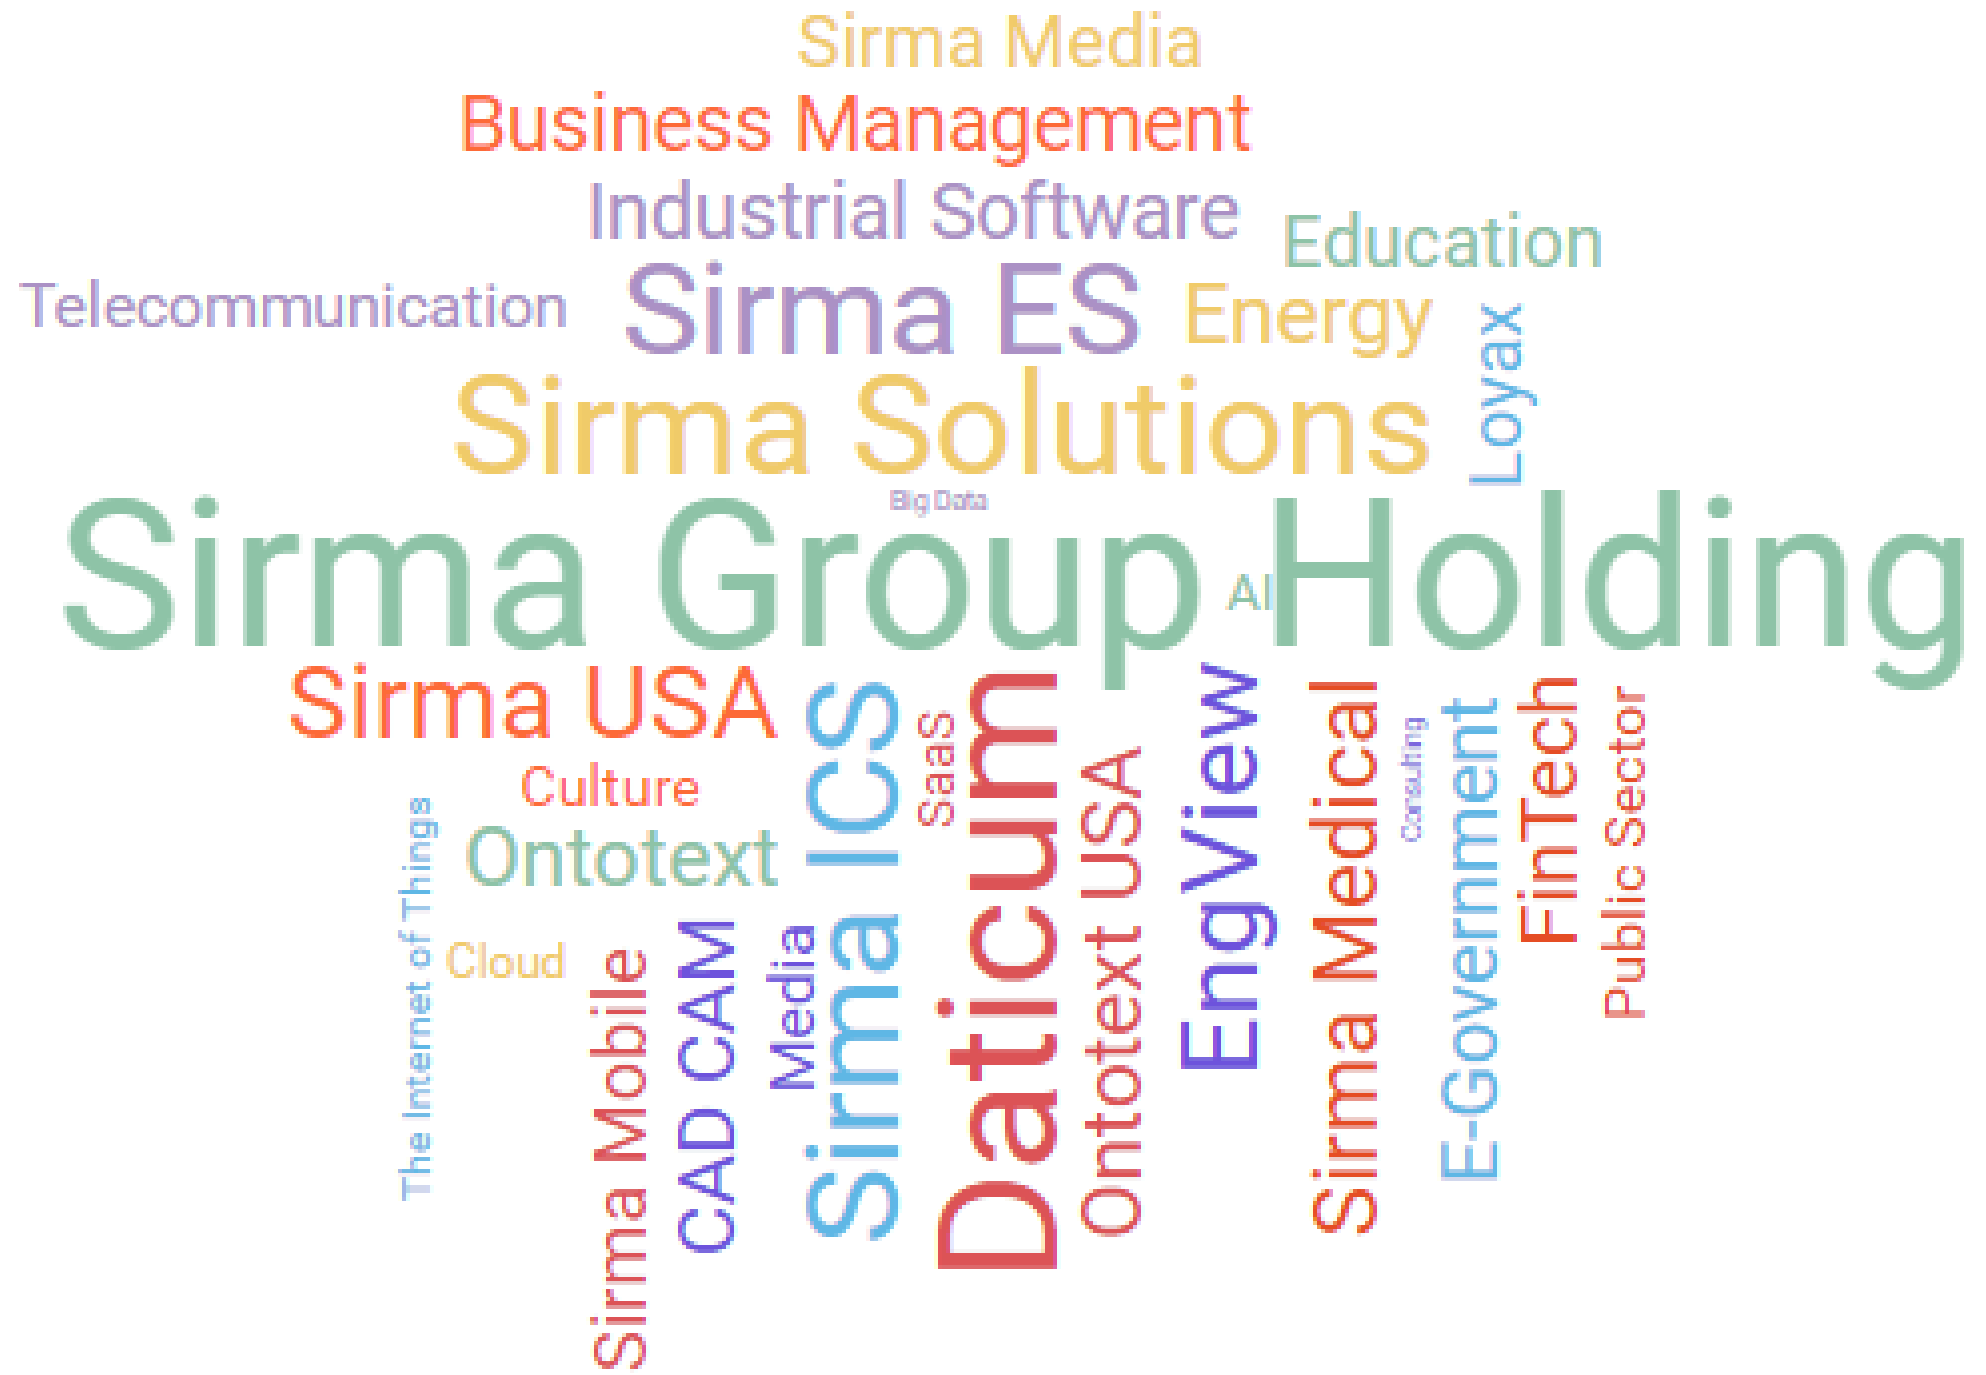 Sirma Media
Business Management
Industrial Software
Education
Telecommunication
Sirma ES
Energy
Loyax
Sirma Solutions
Big Data
Sirma Group Holding
AI
Sirma USA
Culture
Ontotext
The Internet of Things
Cloud
Sirma Mobile
CAD CAM
Media
Sirma ICS
SaaS
Daticum
Ontotext USA
EngView
Sirma Medical
Consulting
E-Government
FinTech
Public Sector